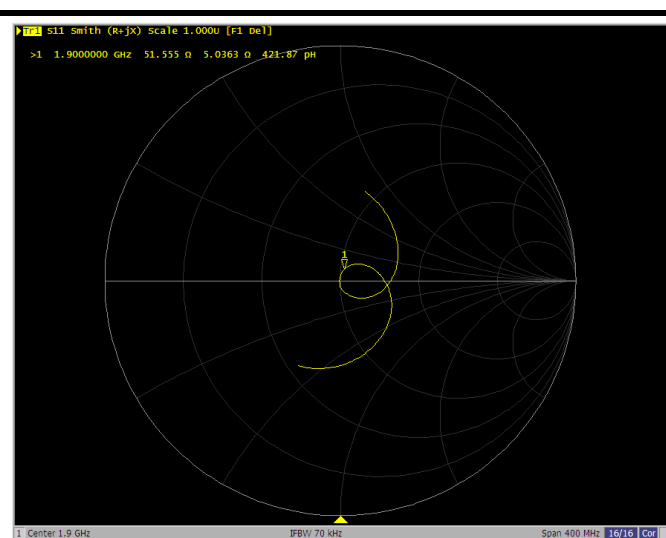 Tr1 S11 Smith (R+jX) Scale 1.000U [F1 Del]
>1 1.9000000 GHz 51.555 Ω 5.0363 Ω 421.87 pH
1
1 Center 1.9 GHz IFBW 70 kHz Span 400 MHz 16/16 Cor